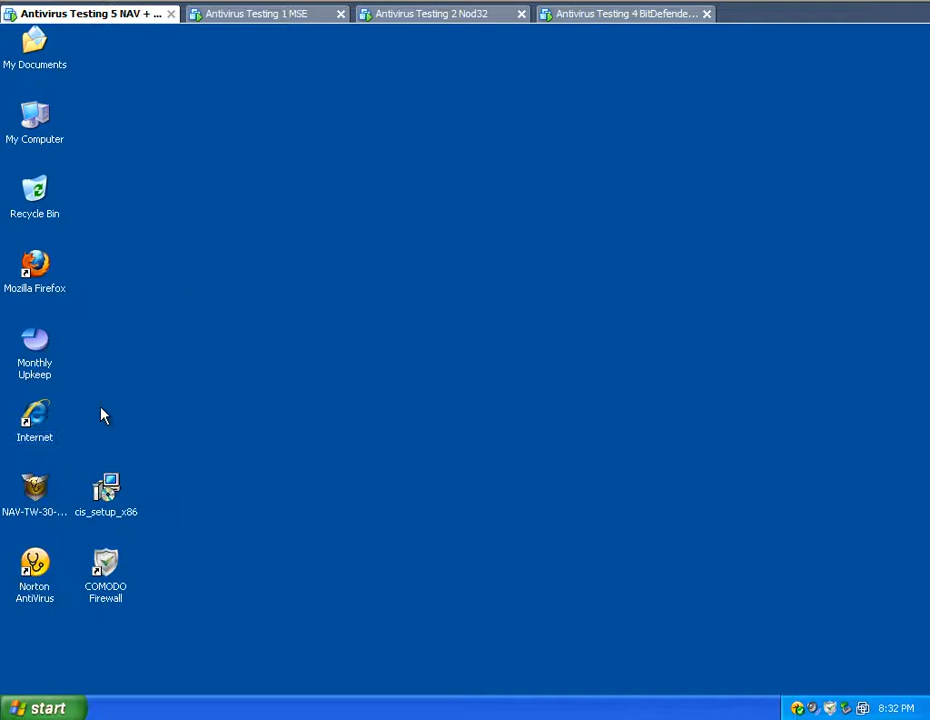 Antivirus Testing 5 NAV + ...
Antivirus Testing 1 MSE
Antivirus Testing 2 Nod32
Antivirus Testing 4 BitDefende...
My Documents
My Computer
Recycle Bin
Mozilla Firefox
Monthly
Upkeep
Internet
NAV-TW-30-...
cis_setup_x86
Norton
AntiVirus
COMODO
Firewall
start
8:32 PM